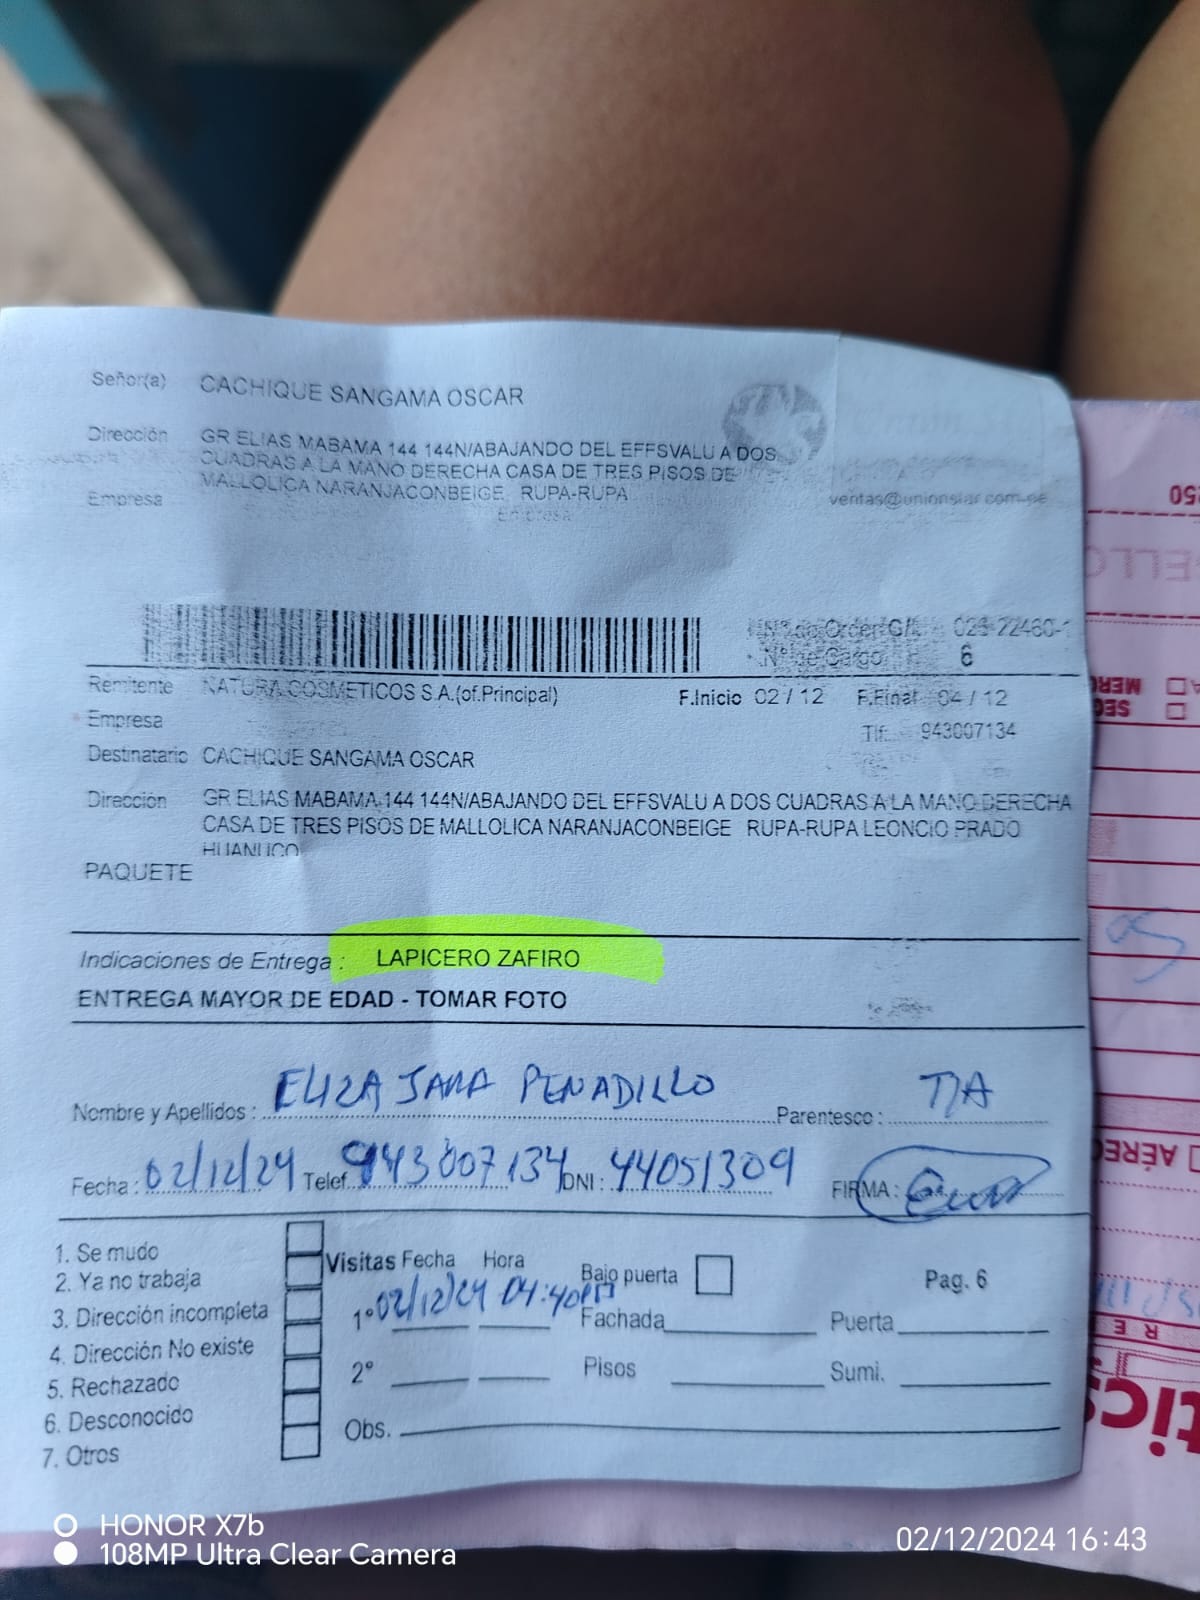 Señor(a) CACHIQUE SANGAMA OSCAR
Dirección GR ELIAS MABAMA 144 144N/ABAJANDO DEL EFFSVALU A DOS
CUADRAS A LA MANO DERECHA CASA DE TRES PISOS DE
MALLOLICA NARANJACONBEIGE RUPA-RUPA
Empresa
ventas@unionstar.com.pe
Empresa
N° de Orden G/L 023-22460-1
N° de Cargo 6
Remitente NATURA COSMETICOS S.A.(of.Principal) F.Inicio 02 / 12 F.Final 04 / 12
Empresa Tlf: 943007134
Destinatario CACHIQUE SANGAMA OSCAR
Dirección GR ELIAS MABAMA 144 144N/ABAJANDO DEL EFFSVALU A DOS CUADRAS A LA MANO DERECHA
CASA DE TRES PISOS DE MALLOLICA NARANJACONBEIGE RUPA-RUPA LEONCIO PRADO
HUANUCO
PAQUETE
Indicaciones de Entrega : LAPICERO ZAFIRO
ENTREGA MAYOR DE EDAD - TOMAR FOTO
Nombre y Apellidos : ELIZA JARA PENADILLO Parentesco : TIA
Fecha : 02/12/24 Telef. 943007134 DNI : 44051309 FIRMA :
1. Se mudo
2. Ya no trabaja
3. Dirección incompleta
4. Dirección No existe
5. Rechazado
6. Desconocido
7. Otros
Visitas Fecha Hora Bajo puerta Pag. 6
1° 02/12/24 04:40PM Fachada Puerta
2° Pisos Sumi.
Obs.
AÉREO
HONOR X7b
108MP Ultra Clear Camera
02/12/2024 16:43